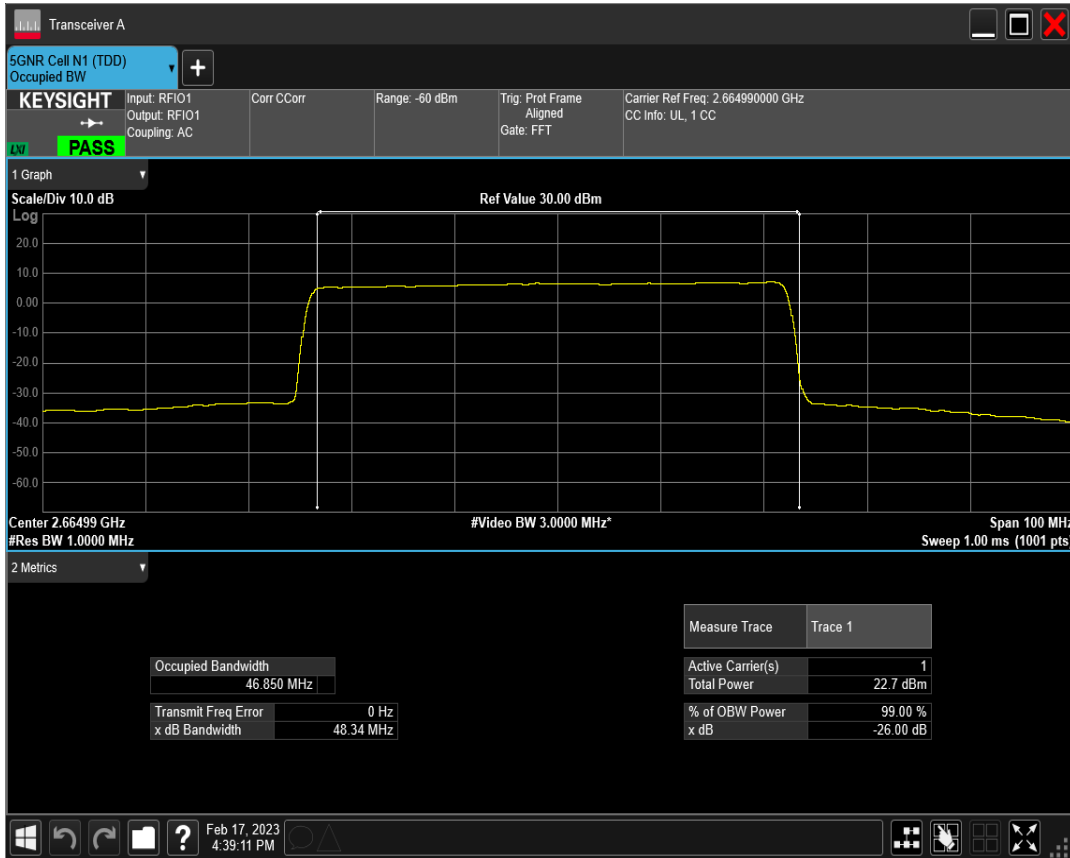 Transceiver A
5GNR Cell N1 (TDD)
Occupied BW
+
KEYSIGHT
LXI
PASS
Input: RFIO1
Output: RFIO1
Coupling: AC
Corr CCorr
Range: -60 dBm
Trig: Prot Frame
Aligned
Gate: FFT
Carrier Ref Freq: 2.664990000 GHz
CC Info: UL, 1 CC
1 Graph
Scale/Div 10.0 dB
Ref Value 30.00 dBm
Log
20.0
10.0
0.00
-10.0
-20.0
-30.0
-40.0
-50.0
-60.0
Center 2.66499 GHz
#Video BW 3.0000 MHz*
Span 100 MHz
#Res BW 1.0000 MHz
Sweep 1.00 ms (1001 pts)
2 Metrics
Measure Trace Trace 1
Occupied Bandwidth
46.850 MHz
Active Carrier(s) 1
Total Power 22.7 dBm
Transmit Freq Error 0 Hz
x dB Bandwidth 48.34 MHz
% of OBW Power 99.00 %
x dB -26.00 dB
?
Feb 17, 2023
4:39:11 PM